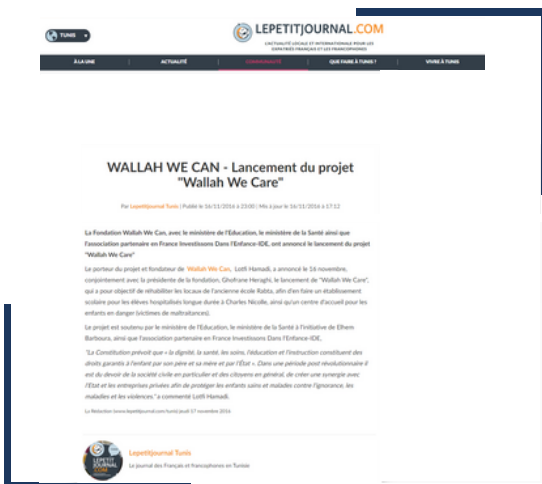 TUNIS
LEPETITJOURNAL.COM
L'ACTUALITÉ LOCALE ET INTERNATIONALE POUR LES
EXPATRIÉS FRANÇAIS ET LES FRANCOPHONES
À LA UNE | ACTUALITÉ | COMMUNAUTÉ | QUE FAIRE À TUNIS ? | VIVRE À TUNIS
WALLAH WE CAN - Lancement du projet
"Wallah We Care"
Par Lepetitjournal Tunis | Publié le 16/11/2016 à 23:00 | Mis à jour le 16/11/2016 à 17:12
La Fondation Wallah We Can, avec le ministère de l'Education, le ministère de la Santé ainsi que
l'association partenaire en France Investissons Dans l'Enfance-IDE, ont annoncé le lancement du projet
"Wallah We Care"
Le porteur du projet et fondateur de Wallah We Can, Lotfi Hamadi, a annoncé le 16 novembre,
conjointement avec la présidente de la fondation, Ghofrane Heraghi, le lancement de "Wallah We Care",
qui a pour objectif de réhabiliter les locaux de l'ancienne école Rabta, afin d'en faire un établissement
scolaire pour les élèves hospitalisés longue durée à Charles Nicolle, ainsi qu'un centre d'accueil pour les
enfants en danger (victimes de maltraitances).
Le projet est soutenu par le ministère de l'Education, le ministère de la Santé à l'initiative de Elhem
Barboura, ainsi que l'association partenaire en France Investissons Dans l'Enfance-IDE.
"La Constitution prévoit que « la dignité, la santé, les soins, l'éducation et l'instruction constituent des
droits garantis à l'enfant par son père et sa mère et par l'État ». Dans une période post révolutionnaire il
est du devoir de la société civile en particulier et des citoyens en général, de créer une synergie avec
l'Etat et les entreprises privées afin de protéger les enfants sains et malades contre l'ignorance, les
maladies et les violences." a commenté Lotfi Hamadi.
La Rédaction (www.lepetitjournal.com/tunis) jeudi 17 novembre 2016
LEPETIT
JOURNAL
.COM
Lepetitjournal Tunis
Le journal des Français et francophones en Tunisie